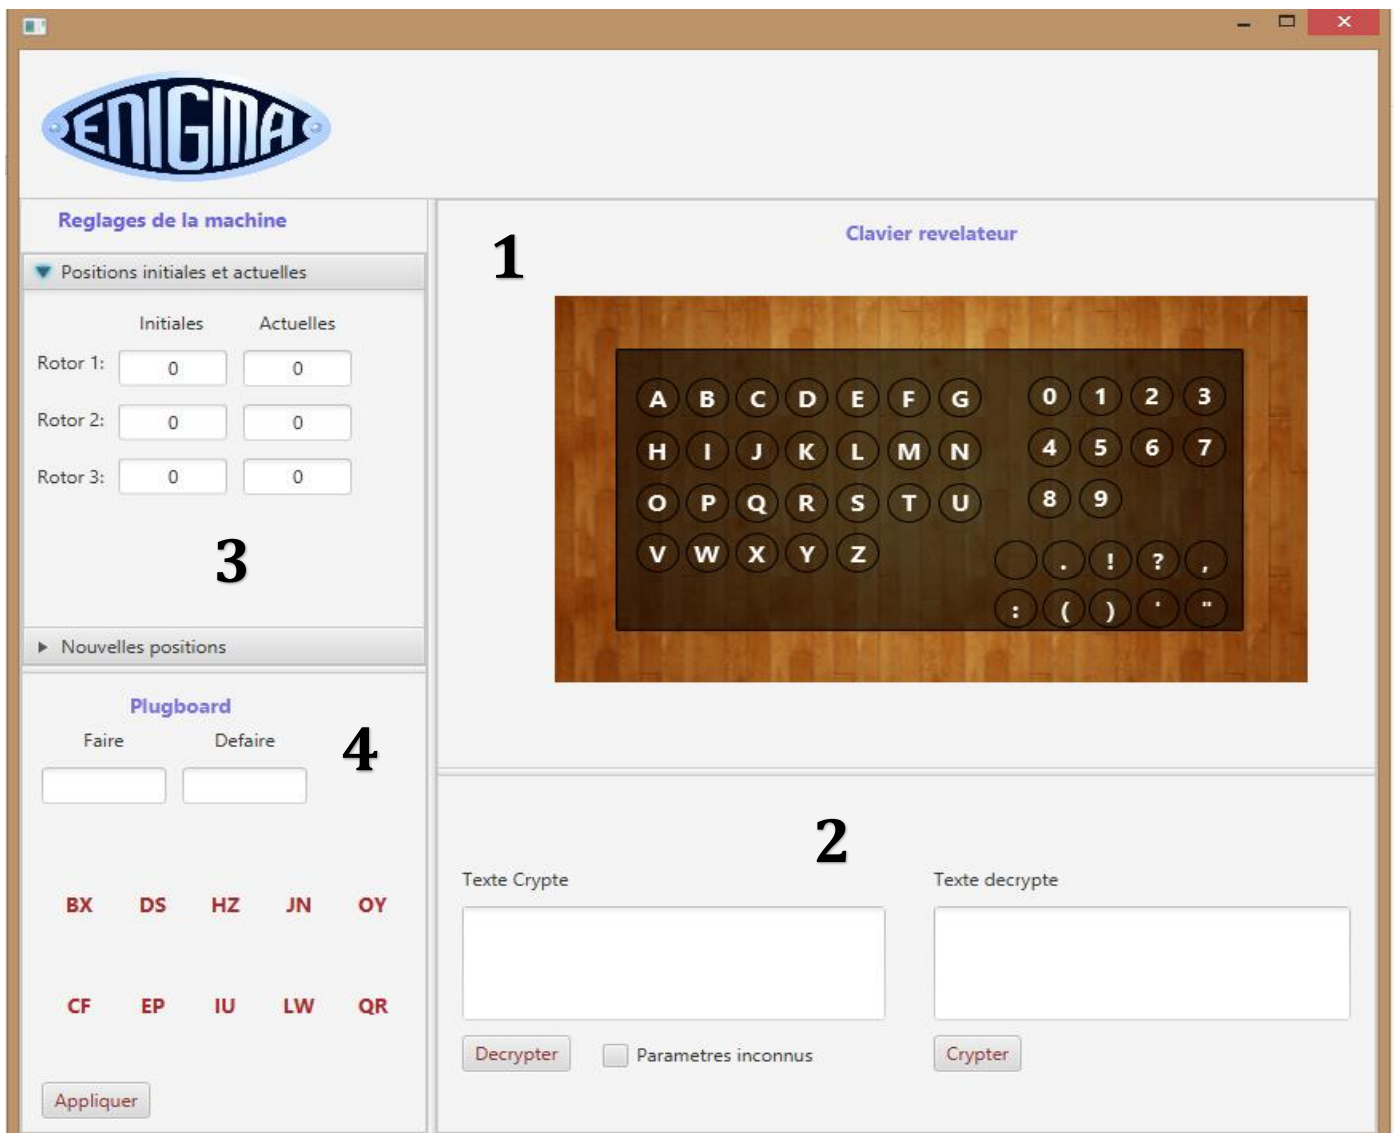 ENIGMA
Reglages de la machine
Positions initiales et actuelles
Initiales Actuelles
Rotor 1: 0 0
Rotor 2: 0 0
Rotor 3: 0 0
3
Nouvelles positions
Plugboard
Faire Defaire
4
BX DS HZ JN OY
CF EP IU LW QR
Appliquer
1
Clavier revelateur
A B C D E F G 0 1 2 3
H I J K L M N 4 5 6 7
O P Q R S T U 8 9
V W X Y Z . ! ? ,
: ( ) ' "
2
Texte Crypte Texte decrypte
Decrypter Parametres inconnus Crypter